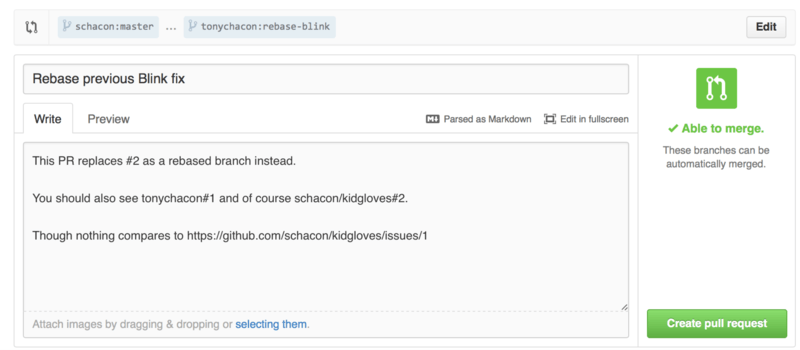 schacon:master ... tonychacon:rebase-blink Edit
Rebase previous Blink fix
Write Preview Parsed as Markdown Edit in fullscreen
This PR replaces #2 as a rebased branch instead.
You should also see tonychacon#1 and of course schacon/kidgloves#2.
Though nothing compares to https://github.com/schacon/kidgloves/issues/1
Attach images by dragging & dropping or selecting them.
✓ Able to merge.
These branches can be
automatically merged.
Create pull request